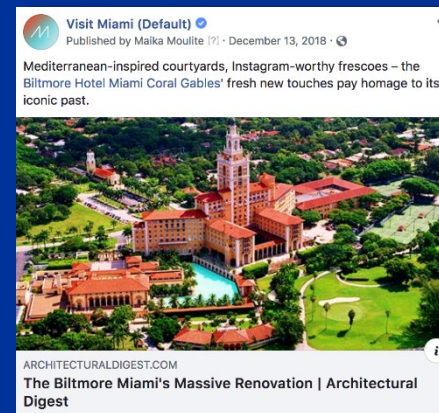 Visit Miami (Default)
Published by Maika Moulite [?] · December 13, 2018 ·
Mediterranean-inspired courtyards, Instagram-worthy frescoes – the
Biltmore Hotel Miami Coral Gables' fresh new touches pay homage to its
iconic past.
i
ARCHITECTURALDIGEST.COM
The Biltmore Miami's Massive Renovation | Architectural
Digest